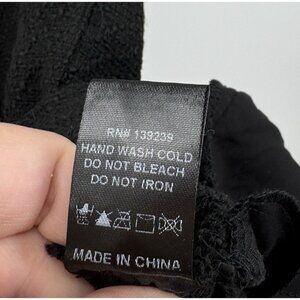 RN# 139239
HAND WASH COLD
DO NOT BLEACH
DO NOT IRON
MADE IN CHINA